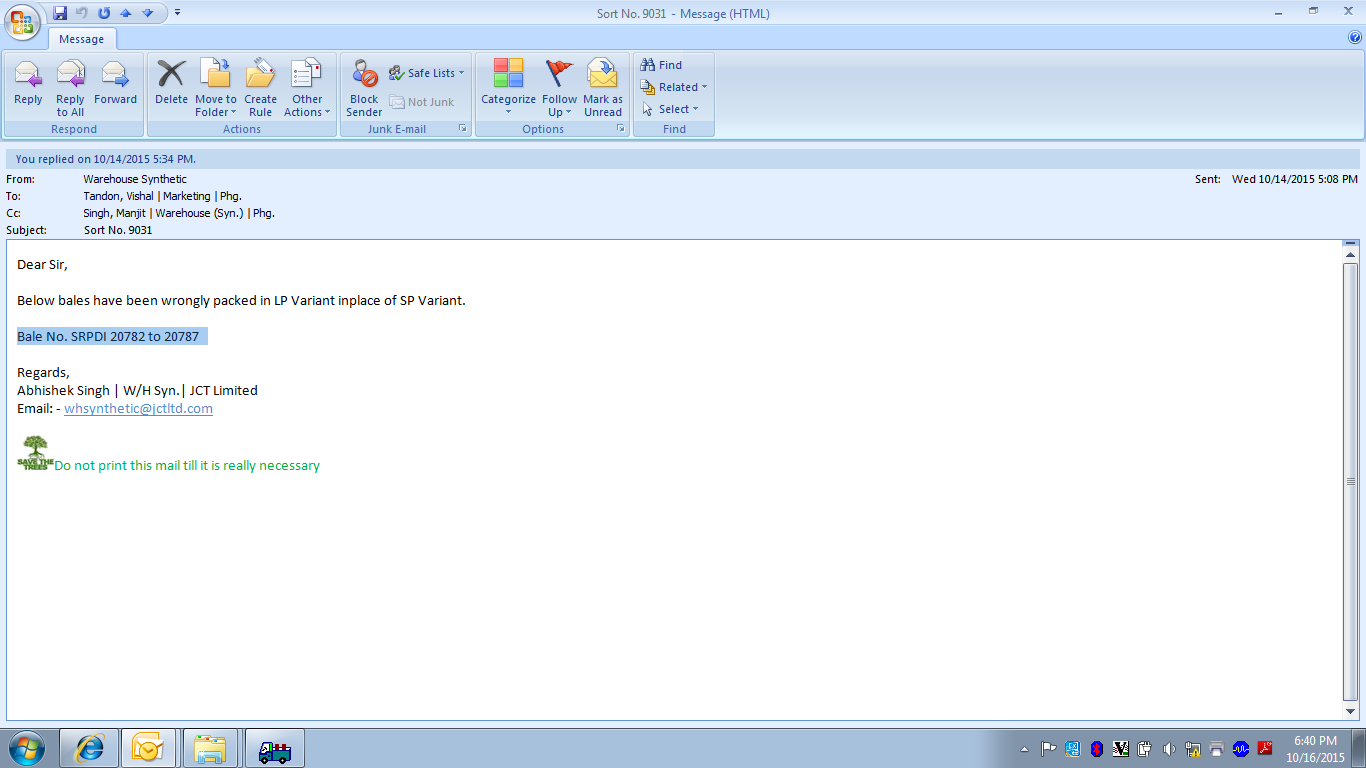 Sort No. 9031 - Message (HTML)
Message
Reply
Reply to All
Forward
Respond
Delete
Move to Folder
Create Rule
Other Actions
Actions
Block Sender
Safe Lists
Not Junk
Junk E-mail
Categorize
Follow Up
Mark as Unread
Options
Find
Related
Select
Find
You replied on 10/14/2015 5:34 PM.
From: Warehouse Synthetic
Sent: Wed 10/14/2015 5:08 PM
To: Tandon, Vishal | Marketing | Phg.
Cc: Singh, Manjit | Warehouse (Syn.) | Phg.
Subject: Sort No. 9031
Dear Sir,
Below bales have been wrongly packed in LP Variant inplace of SP Variant.
Bale No. SRPDI 20782 to 20787
Regards,
Abhishek Singh | W/H Syn.| JCT Limited
Email: - whsynthetic@jctltd.com
SAVE THE TREES
Do not print this mail till it is really necessary
6:40 PM
10/16/2015